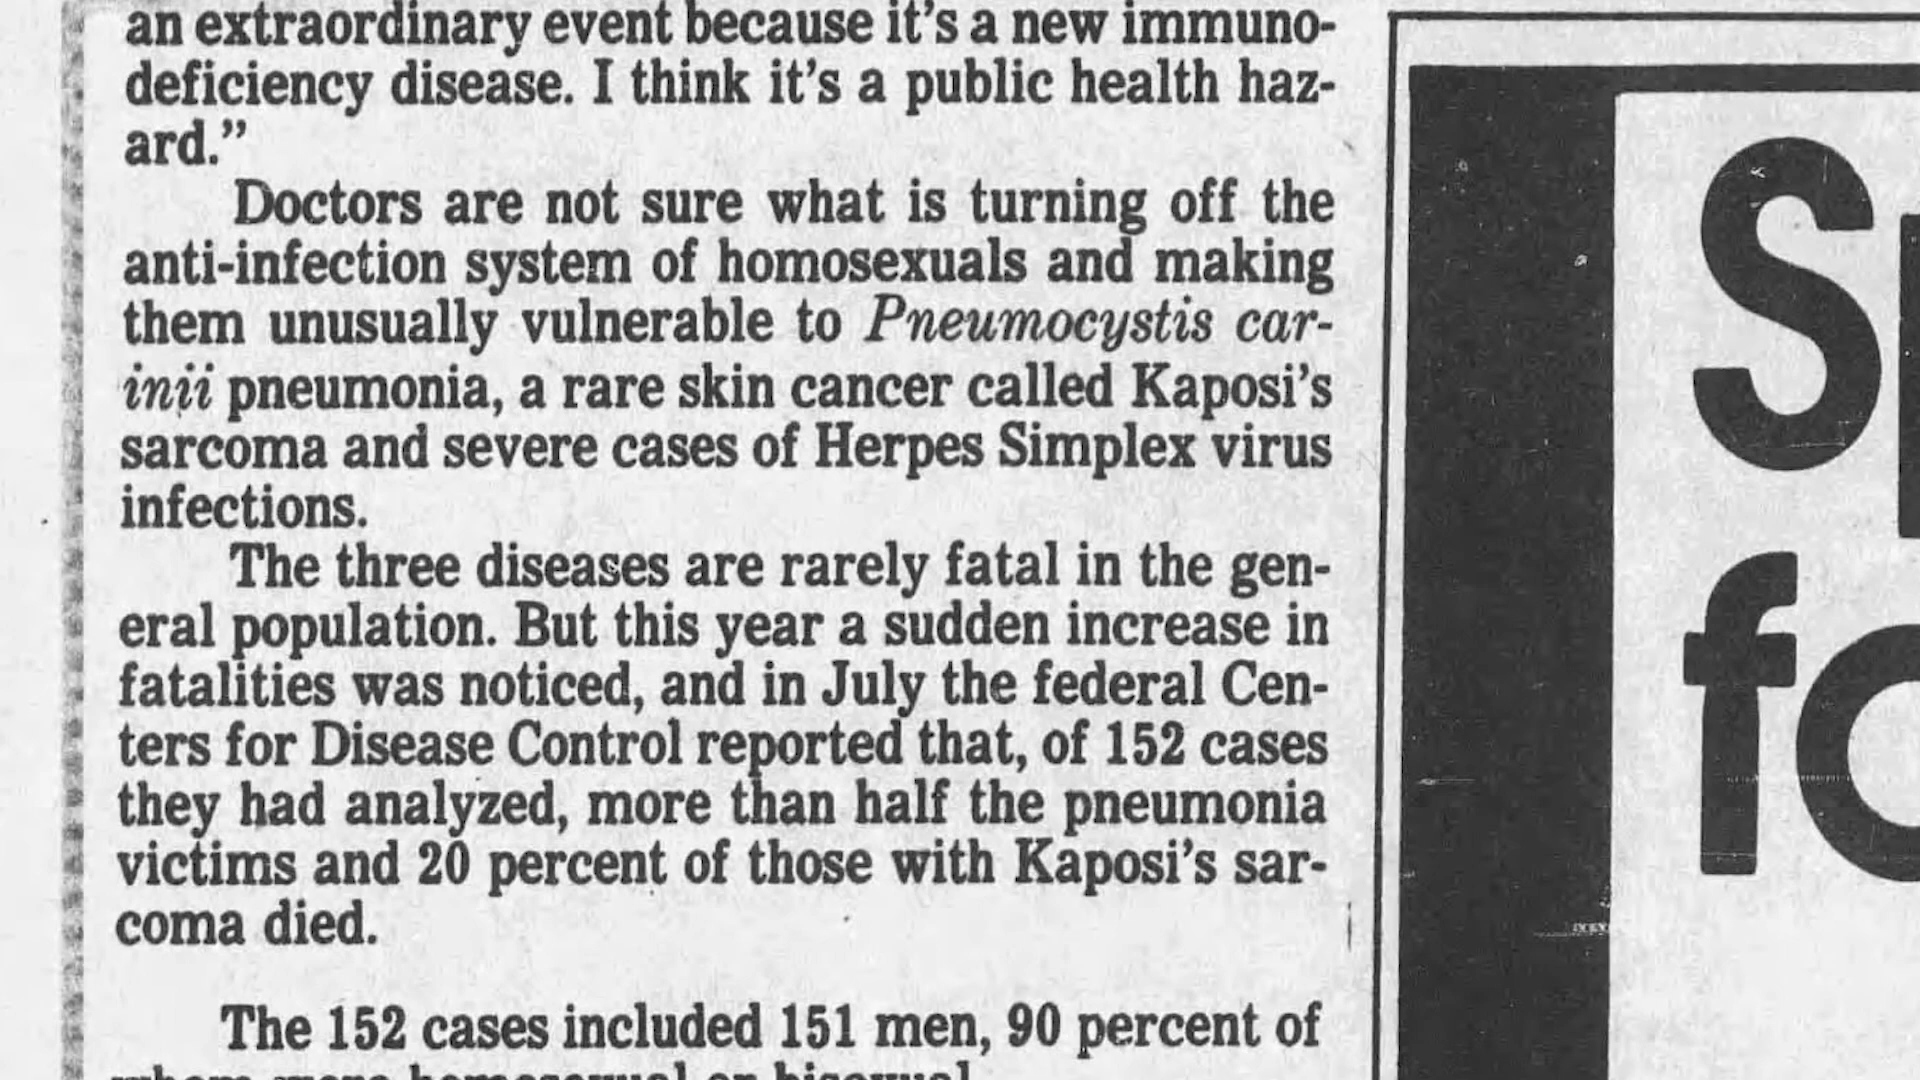 an extraordinary event because it's a new immuno-
deficiency disease. I think it's a public health haz-
ard.”
Doctors are not sure what is turning off the
anti-infection system of homosexuals and making
them unusually vulnerable to Pneumocystis car-
inii pneumonia, a rare skin cancer called Kaposi's
sarcoma and severe cases of Herpes Simplex virus
infections.
The three diseases are rarely fatal in the gen-
eral population. But this year a sudden increase in
fatalities was noticed, and in July the federal Cen-
ters for Disease Control reported that, of 152 cases
they had analyzed, more than half the pneumonia
victims and 20 percent of those with Kaposi's sar-
coma died.
The 152 cases included 151 men, 90 percent of
whom were homosexual or bisexual